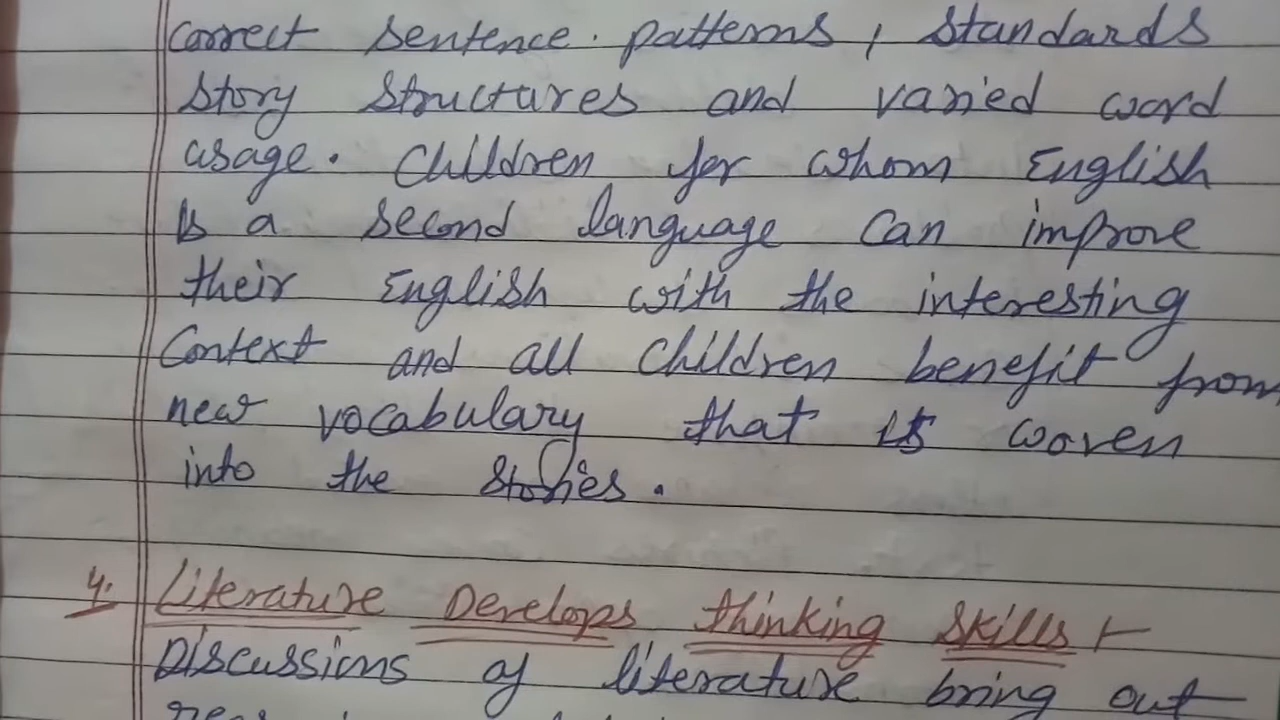 correct sentence. patterns, standards
story structures and varied word
usage. Children for whom English
is a second language can improve
their English with the interesting
Context and all children benefit from
new vocabulary that is woven
into the stories.
4. Literature Develops thinking skills :-
Discussions of literature bring out